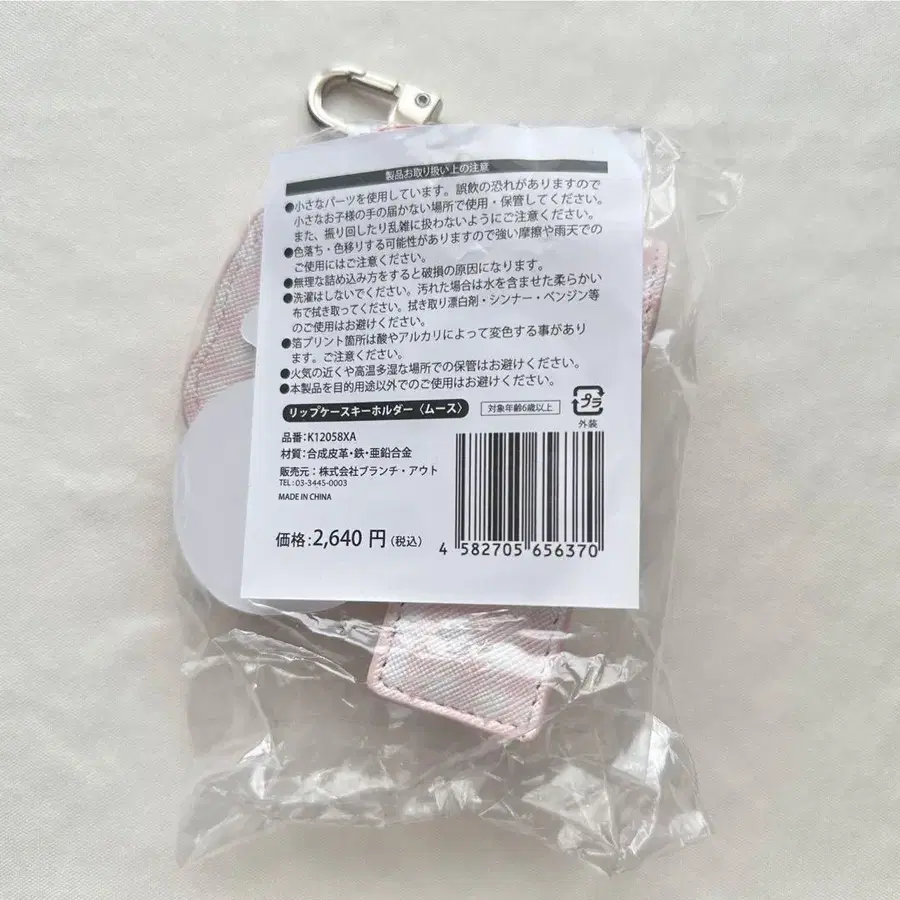 製品お取り扱い上の注意
●小さなパーツを使用しています。誤飲の恐れがありますので
小さなお子様の手の届かない場所で使用・保管してください。
また、振り回したり乱雑に扱わないようにご注意ください。
●色落ち・色移りする可能性がありますので強い摩擦や雨天での
ご使用にはご注意ください。
●無理な詰め込み方をすると破損の原因になります。
●洗濯はしないでください。汚れた場合は水を含ませた柔らかい
布で拭き取ってください。拭き取り漂白剤・シンナー・ベンジン等
のご使用はお避けください。
●箔プリント箇所は酸やアルカリによって変色する事があり
ます。ご注意ください。
●火気の近くや高温多湿な場所での保管はお避けください。
●本製品を目的用途以外でのご使用はお避けください。
リップケースキーホルダー〈ムース〉
対象年齢6歳以上
プラ
外装
品番:K12058XA
材質:合成皮革・鉄・亜鉛合金
販売元:株式会社ブランチ・アウト
TEL:03-3445-0003
MADE IN CHINA
価格:2,640 円(税込)
4 582705 656370